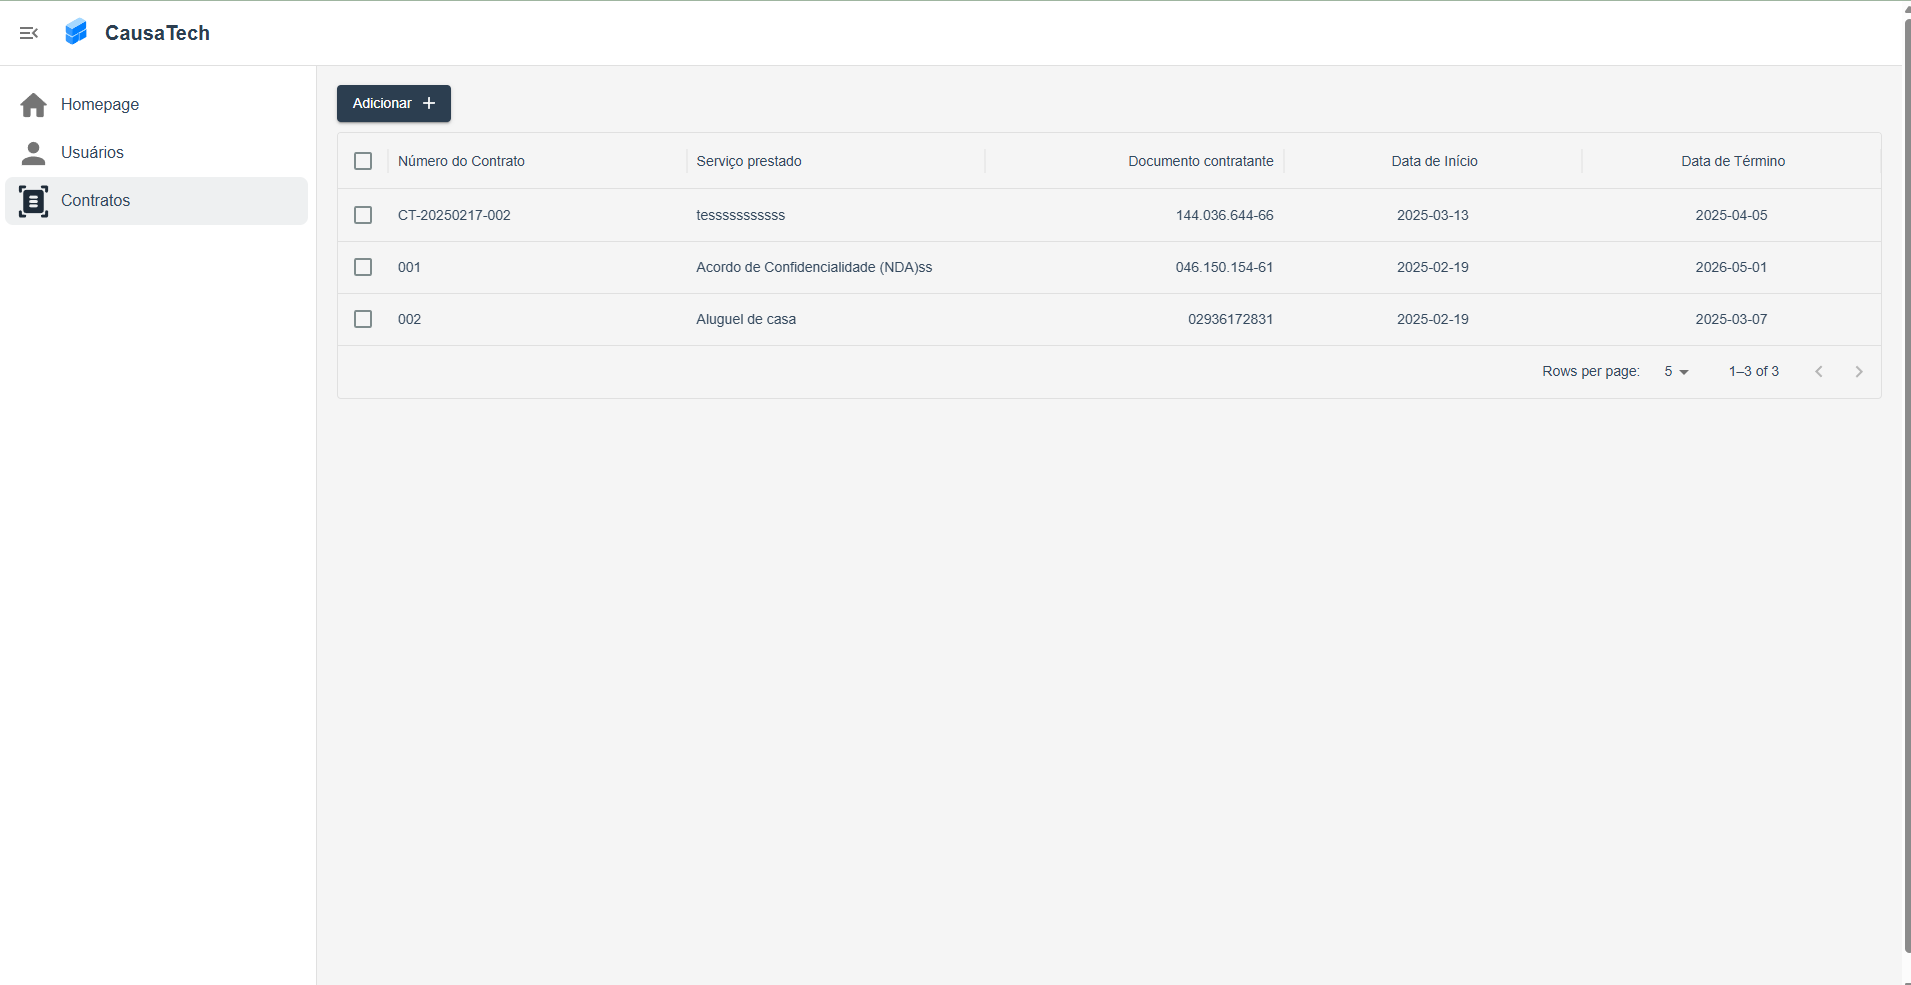 CausaTech
Homepage
Usuários
Contratos
Adicionar +
Número do Contrato Serviço prestado Documento contratante Data de Início Data de Término
CT-20250217-002 tesssssssssss 144.036.644-66 2025-03-13 2025-04-05
001 Acordo de Confidencialidade (NDA)ss 046.150.154-61 2025-02-19 2026-05-01
002 Aluguel de casa 02936172831 2025-02-19 2025-03-07
Rows per page: 5 1–3 of 3